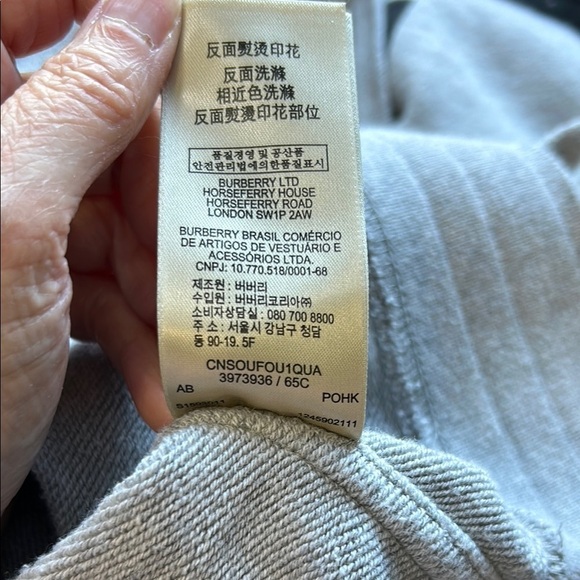 反面熨燙印花
反面洗滌
相近色洗滌
反面熨燙印花部位
품질경영 및 공산품
안전관리법에의한품질표시
BURBERRY LTD
HORSEFERRY HOUSE
HORSEFERRY ROAD
LONDON SW1P 2AW
BURBERRY BRASIL COMÉRCIO
DE ARTIGOS DE VESTUÁRIO E
ACESSÓRIOS LTDA.
CNPJ: 10.770.518/0001-68
제조원 : 버버리
수입원 : 버버리코리아㈜
소비자상담실 : 080 700 8800
주소 : 서울시 강남구 청담
동 90-19. 5F
CNSOUFOU1QUA
3973936 / 65C
AB POHK
1245902111